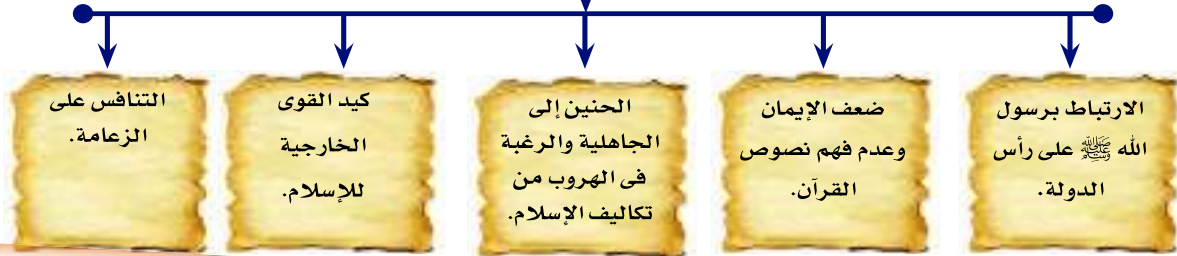 الارتباط برسول
الله ﷺ على رأس
الدولة.
ضعف الإيمان
وعدم فهم نصوص
القرآن.
الحنين إلى
الجاهلية والرغبة
فى الهروب من
تكاليف الإسلام.
كيد القوى
الخارجية
للإسلام.
التنافس على
الزعامة.